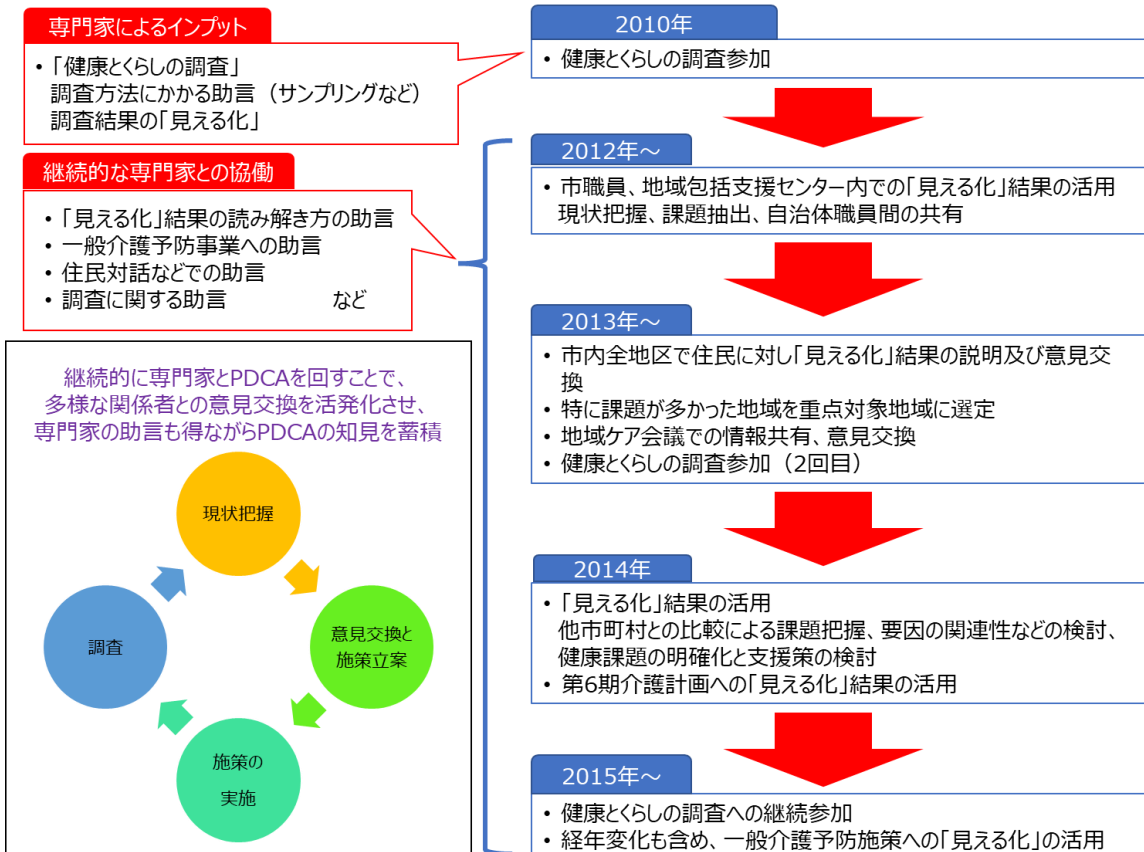 専門家によるインプット
・「健康とくらしの調査」
調査方法にかかる助言（サンプリングなど）
調査結果の「見える化」
継続的な専門家との協働
・「見える化」結果の読み解き方の助言
・一般介護予防事業への助言
・住民対話などでの助言
・調査に関する助言　など
継続的に専門家とPDCAを回すことで、
多様な関係者との意見交換を活発化させ、
専門家の助言も得ながらPDCAの知見を蓄積
現状把握
意見交換と
施策立案
施策の
実施
調査
2010年
・健康とくらしの調査参加
2012年～
・市職員、地域包括支援センター内での「見える化」結果の活用
現状把握、課題抽出、自治体職員間の共有
2013年～
・市内全地区で住民に対し「見える化」結果の説明及び意見交
換
・特に課題が多かった地域を重点対象地域に選定
・地域ケア会議での情報共有、意見交換
・健康とくらしの調査参加（2回目）
2014年
・「見える化」結果の活用
他市町村との比較による課題把握、要因の関連性などの検討、
健康課題の明確化と支援策の検討
・第6期介護計画への「見える化」結果の活用
2015年～
・健康とくらしの調査への継続参加
・経年変化も含め、一般介護予防施策への「見える化」の活用